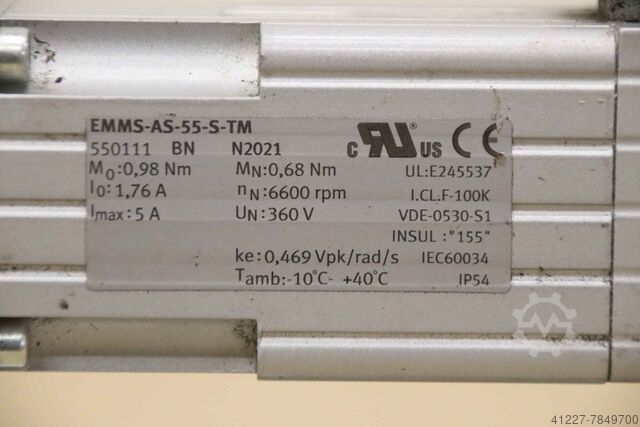 EMMS-AS-55-S-TM
550111 BN N2021
M0:0,98 Nm MN:0,68 Nm UL:E245537
I0:1,76 A nN:6600 rpm I.CL.F-100K
Imax:5 A UN:360 V VDE-0530-S1
INSUL :"155"
ke:0,469 Vpk/rad/s IEC60034
Tamb:-10°C- +40°C IP54
c RU US CE
41227-7849700